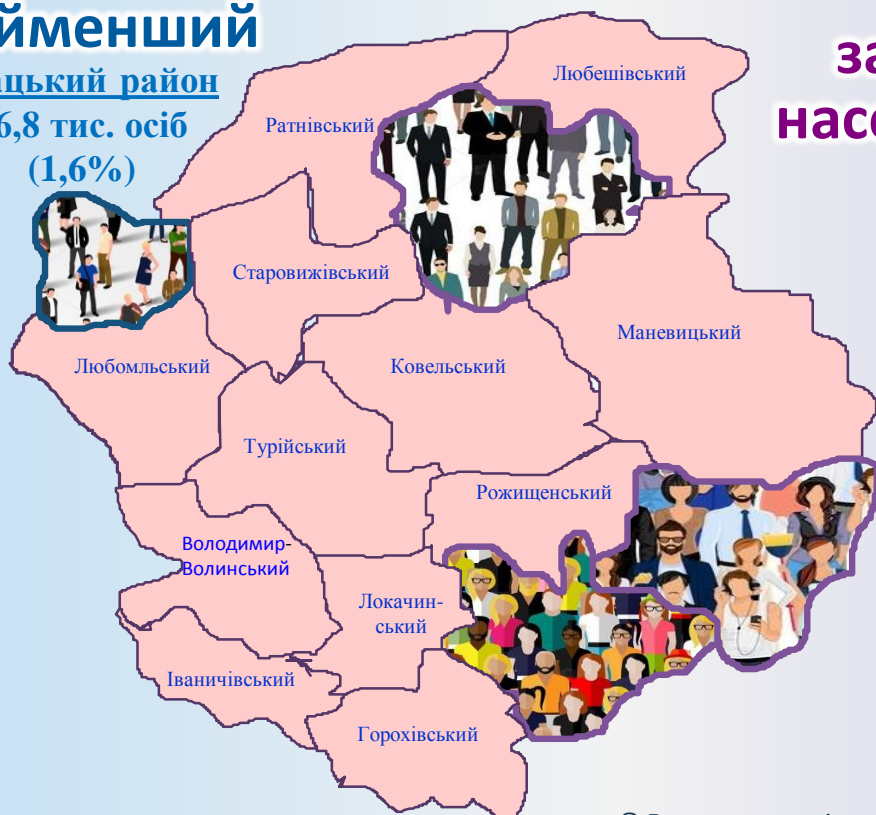 йменший
цький район
6,8 тис. осіб
(1,6%)
за
насе
Любешівський
Ратнівський
Старовижівський
Маневицький
Любомльський
Ковельський
Турійський
Рожищенський
Володимир-
Волинський
Локачин-
ський
Іваничівський
Горохівський